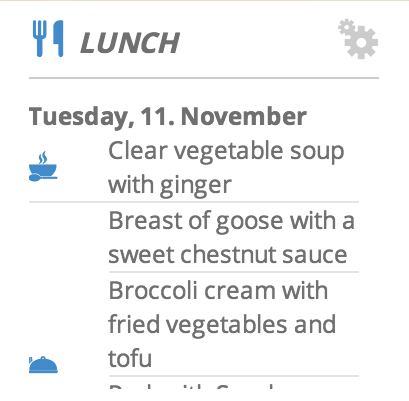 LUNCH
Tuesday, 11. November
Clear vegetable soup
with ginger
Breast of goose with a
sweet chestnut sauce
Broccoli cream with
fried vegetables and
tofu